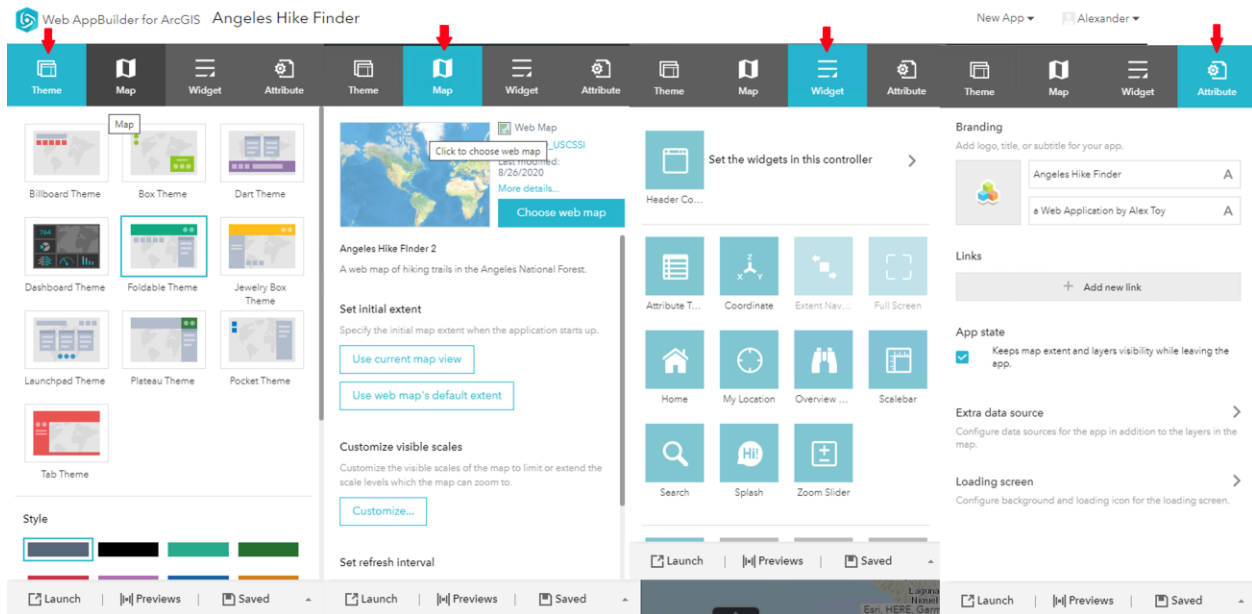 Web AppBuilder for ArcGIS Angeles Hike Finder
New App
Alexander
Theme Map Widget Attribute
Map
Billboard Theme Box Theme Dart Theme
764
Dashboard Theme Foldable Theme Jewelry Box
Theme
Launchpad Theme Plateau Theme Pocket Theme
Tab Theme
Style
Launch | Previews | Saved
Theme Map Widget Attribute
Web Map
Click to choose web map
_USCSSI
Last modified:
8/26/2020
More details...
Choose web map
Angeles Hike FInder 2
A web map of hiking trails in the Angeles National Forest.
Set initial extent
Specify the initial map extent when the application starts up.
Use current map view
Use web map's default extent
Customize visible scales
Customize the visible scales of the map to limit or extend the
scale levels which the map can zoom to.
Customize...
Set refresh interval
Launch | Previews | Saved
Theme Map Widget Attribute
Set the widgets in this controller
Header Co...
Z
X Y
Attribute T... Coordinate Extent Nav... Full Screen
Home My Location Overview ... Scalebar
Hi!
Search Splash Zoom Slider
Launch | Previews | Saved
Laguna
Niguel
Esri, HERE, Garm
Theme Map Widget Attribute
Branding
Add logo, title, or subtitle for your app.
Angeles Hike Finder A
a Web Application by Alex Toy A
Links
+ Add new link
App state
Keeps map extent and layers visibility while leaving the
app.
Extra data source
Configure data sources for the app in addition to the layers in the
map.
Loading screen
Configure background and loading icon for the loading screen.
Launch | Previews | Saved